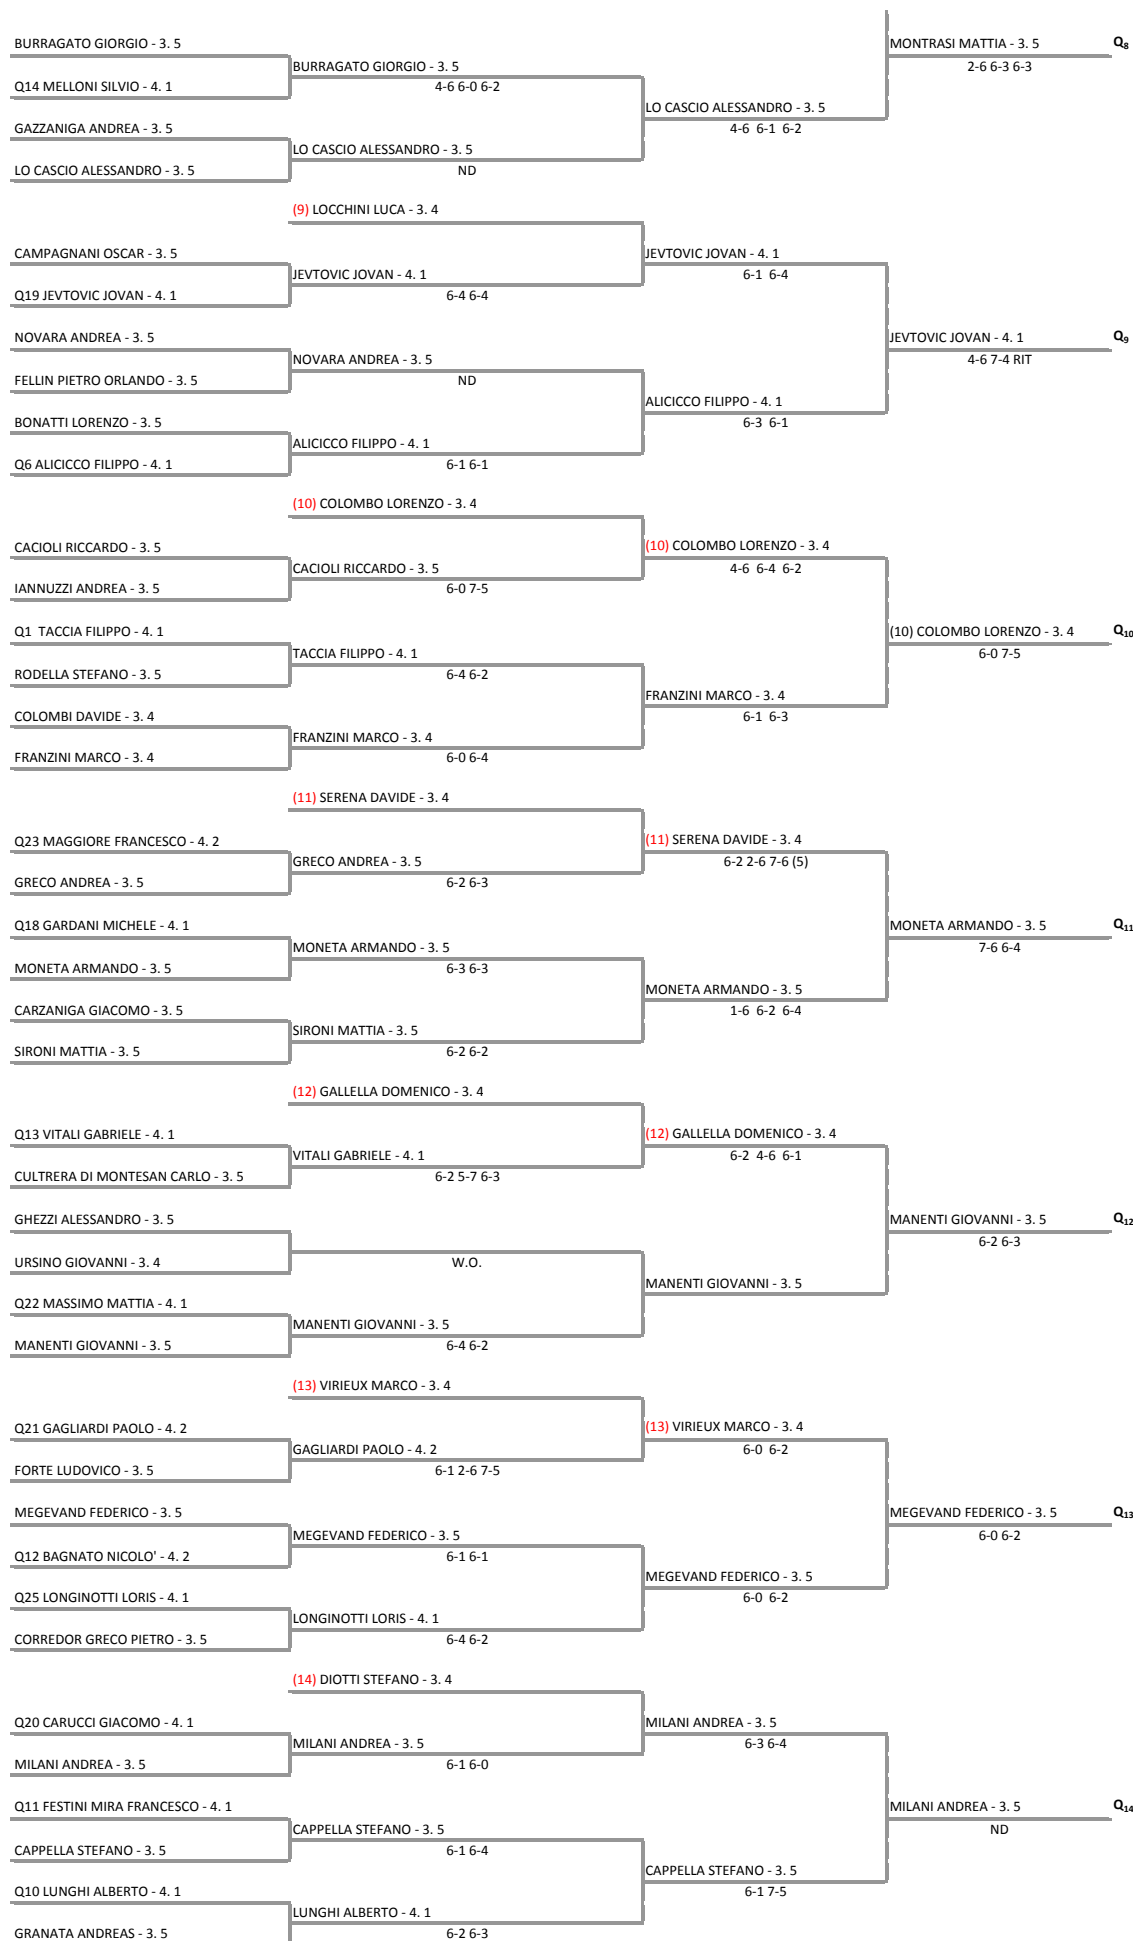 BURRAGATO GIORGIO - 3. 5
MONTRASI MATTIA - 3. 5
Q8
BURRAGATO GIORGIO - 3. 5
2-6 6-3 6-3
Q14 MELLONI SILVIO - 4. 1
4-6 6-0 6-2
LO CASCIO ALESSANDRO - 3. 5
GAZZANIGA ANDREA - 3. 5
4-6 6-1 6-2
LO CASCIO ALESSANDRO - 3. 5
LO CASCIO ALESSANDRO - 3. 5
ND
(9) LOCCHINI LUCA - 3. 4
CAMPAGNANI OSCAR - 3. 5
JEVTOVIC JOVAN - 4. 1
JEVTOVIC JOVAN - 4. 1
6-1 6-4
Q19 JEVTOVIC JOVAN - 4. 1
6-4 6-4
NOVARA ANDREA - 3. 5
JEVTOVIC JOVAN - 4. 1
Q9
NOVARA ANDREA - 3. 5
4-6 7-4 RIT
FELLIN PIETRO ORLANDO - 3. 5
ND
ALICICCO FILIPPO - 4. 1
BONATTI LORENZO - 3. 5
6-3 6-1
ALICICCO FILIPPO - 4. 1
Q6 ALICICCO FILIPPO - 4. 1
6-1 6-1
(10) COLOMBO LORENZO - 3. 4
CACIOLI RICCARDO - 3. 5
(10) COLOMBO LORENZO - 3. 4
CACIOLI RICCARDO - 3. 5
4-6 6-4 6-2
IANNUZZI ANDREA - 3. 5
6-0 7-5
Q1 TACCIA FILIPPO - 4. 1
(10) COLOMBO LORENZO - 3. 4
Q10
TACCIA FILIPPO - 4. 1
6-0 7-5
RODELLA STEFANO - 3. 5
6-4 6-2
FRANZINI MARCO - 3. 4
COLOMBI DAVIDE - 3. 4
6-1 6-3
FRANZINI MARCO - 3. 4
FRANZINI MARCO - 3. 4
6-0 6-4
(11) SERENA DAVIDE - 3. 4
Q23 MAGGIORE FRANCESCO - 4. 2
(11) SERENA DAVIDE - 3. 4
GRECO ANDREA - 3. 5
6-2 2-6 7-6 (5)
GRECO ANDREA - 3. 5
6-2 6-3
Q18 GARDANI MICHELE - 4. 1
MONETA ARMANDO - 3. 5
Q11
MONETA ARMANDO - 3. 5
7-6 6-4
MONETA ARMANDO - 3. 5
6-3 6-3
MONETA ARMANDO - 3. 5
CARZANIGA GIACOMO - 3. 5
1-6 6-2 6-4
SIRONI MATTIA - 3. 5
SIRONI MATTIA - 3. 5
6-2 6-2
(12) GALLELLA DOMENICO - 3. 4
Q13 VITALI GABRIELE - 4. 1
(12) GALLELLA DOMENICO - 3. 4
VITALI GABRIELE - 4. 1
6-2 4-6 6-1
CULTRERA DI MONTESAN CARLO - 3. 5
6-2 5-7 6-3
GHEZZI ALESSANDRO - 3. 5
MANENTI GIOVANNI - 3. 5
Q12
6-2 6-3
URSINO GIOVANNI - 3. 4
W.O.
MANENTI GIOVANNI - 3. 5
Q22 MASSIMO MATTIA - 4. 1
MANENTI GIOVANNI - 3. 5
MANENTI GIOVANNI - 3. 5
6-4 6-2
(13) VIRIEUX MARCO - 3. 4
Q21 GAGLIARDI PAOLO - 4. 2
(13) VIRIEUX MARCO - 3. 4
GAGLIARDI PAOLO - 4. 2
6-0 6-2
FORTE LUDOVICO - 3. 5
6-1 2-6 7-5
MEGEVAND FEDERICO - 3. 5
MEGEVAND FEDERICO - 3. 5
Q13
MEGEVAND FEDERICO - 3. 5
6-0 6-2
Q12 BAGNATO NICOLO' - 4. 2
6-1 6-1
MEGEVAND FEDERICO - 3. 5
Q25 LONGINOTTI LORIS - 4. 1
6-0 6-2
LONGINOTTI LORIS - 4. 1
CORREDOR GRECO PIETRO - 3. 5
6-4 6-2
(14) DIOTTI STEFANO - 3. 4
Q20 CARUCCI GIACOMO - 4. 1
MILANI ANDREA - 3. 5
MILANI ANDREA - 3. 5
6-3 6-4
MILANI ANDREA - 3. 5
6-1 6-0
Q11 FESTINI MIRA FRANCESCO - 4. 1
MILANI ANDREA - 3. 5
Q14
CAPPELLA STEFANO - 3. 5
ND
CAPPELLA STEFANO - 3. 5
6-1 6-4
CAPPELLA STEFANO - 3. 5
Q10 LUNGHI ALBERTO - 4. 1
6-1 7-5
LUNGHI ALBERTO - 4. 1
GRANATA ANDREAS - 3. 5
6-2 6-3